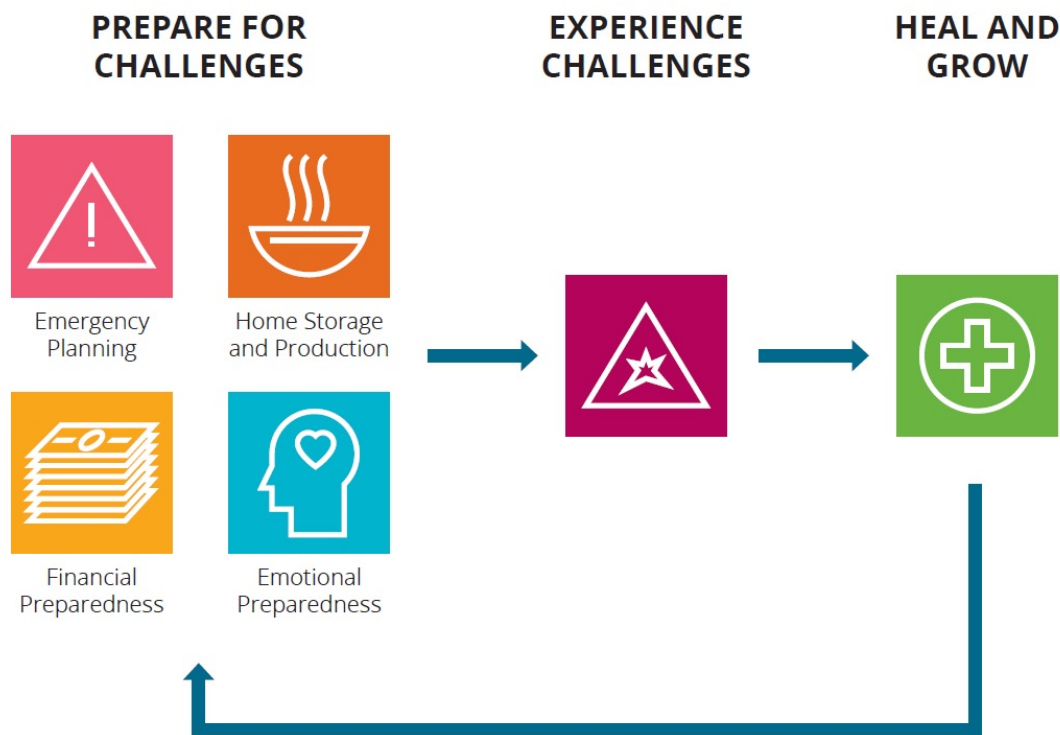 PREPARE FOR
CHALLENGES
EXPERIENCE
CHALLENGES
HEAL AND
GROW
Emergency
Planning
Home Storage
and Production
Financial
Preparedness
Emotional
Preparedness